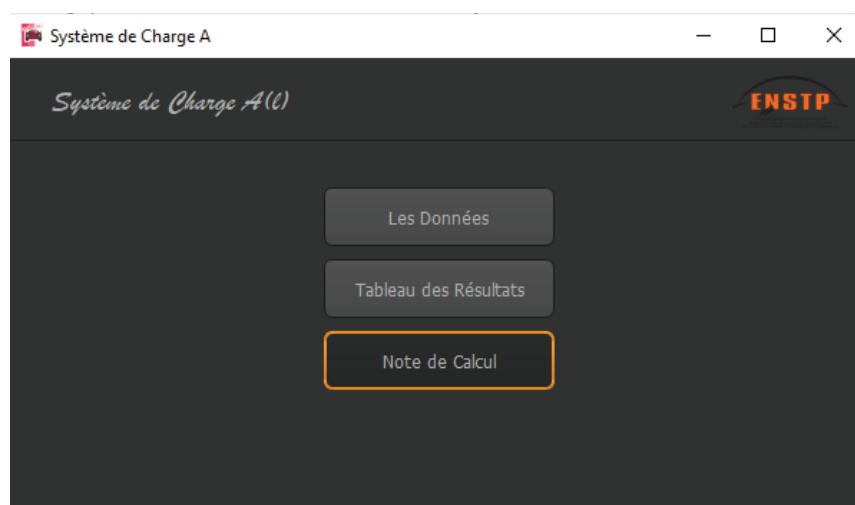 Système de Charge A
Système de Charge A(l)
ENSTP
Les Données
Tableau des Résultats
Note de Calcul